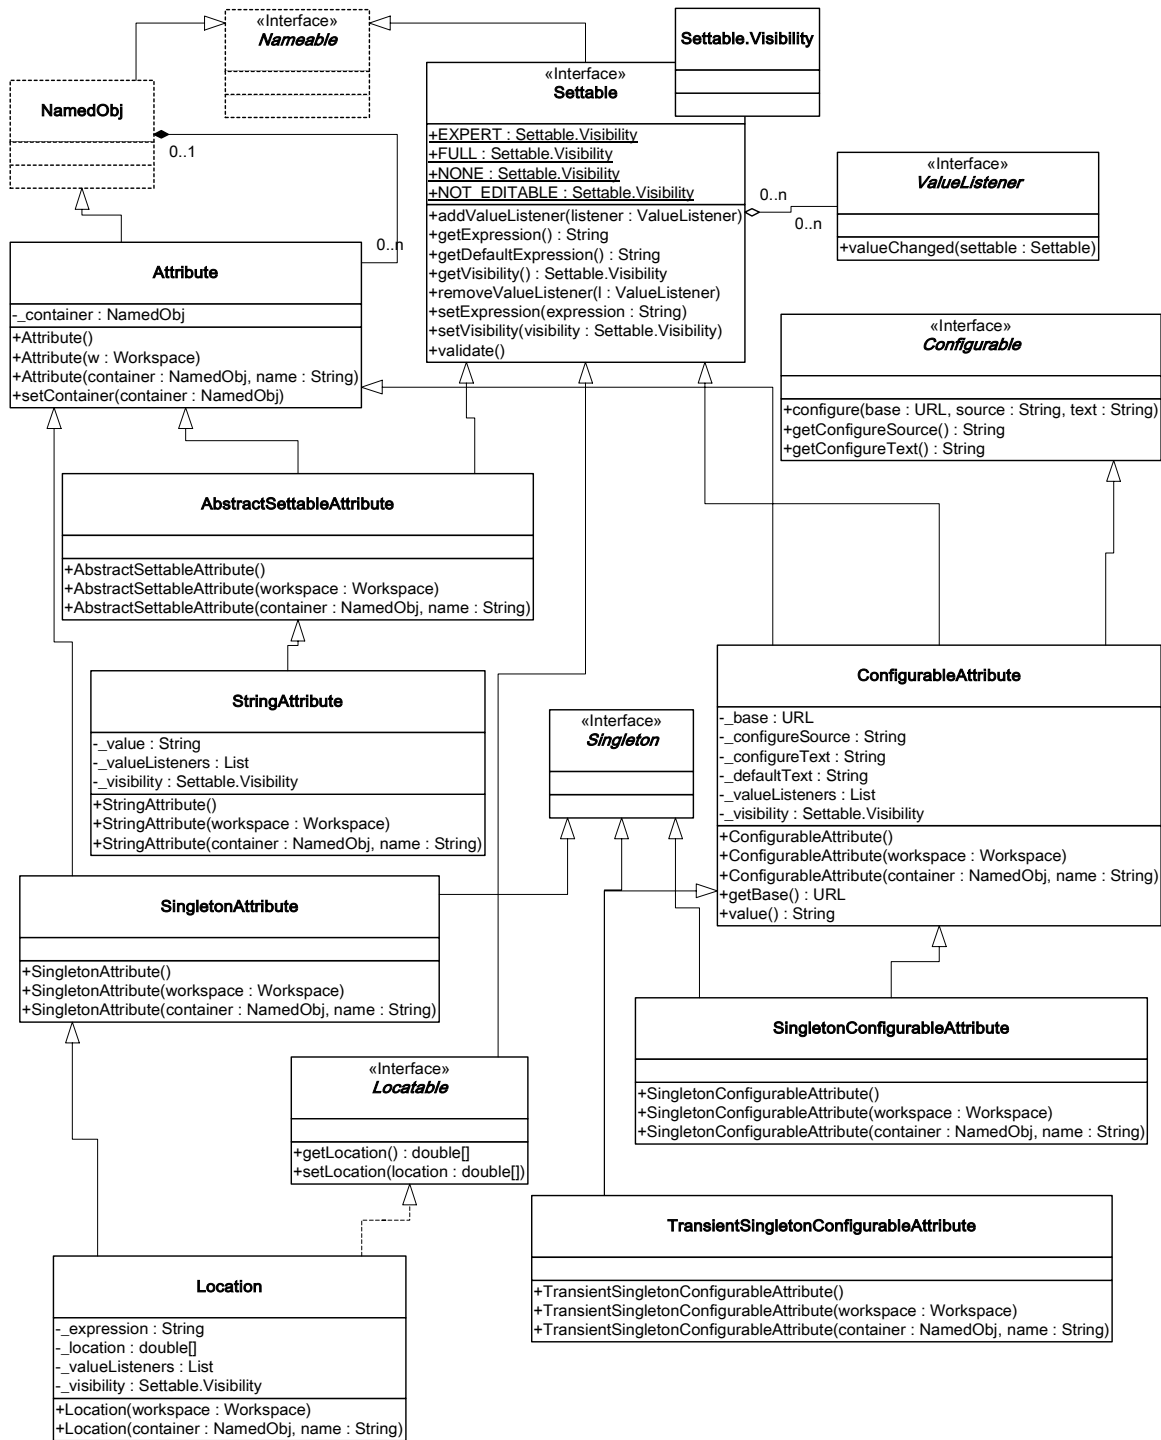 «Interface»
Nameable
Settable.Visibility
NamedObj
0..1
0..n
«Interface»
Settable
+EXPERT : Settable.Visibility
+FULL : Settable.Visibility
+NONE : Settable.Visibility
+NOT_EDITABLE : Settable.Visibility
+addValueListener(listener : ValueListener)
+getExpression() : String
+getDefaultExpression() : String
+getVisibility() : Settable.Visibility
+removeValueListener(l : ValueListener)
+setExpression(expression : String)
+setVisibility(visibility : Settable.Visibility)
+validate()
0..n
0..n
«Interface»
ValueListener
+valueChanged(settable : Settable)
Attribute
-_container : NamedObj
+Attribute()
+Attribute(w : Workspace)
+Attribute(container : NamedObj, name : String)
+setContainer(container : NamedObj)
«Interface»
Configurable
+configure(base : URL, source : String, text : String)
+getConfigureSource() : String
+getConfigureText() : String
AbstractSettableAttribute
+AbstractSettableAttribute()
+AbstractSettableAttribute(workspace : Workspace)
+AbstractSettableAttribute(container : NamedObj, name : String)
StringAttribute
-_value : String
-_valueListeners : List
-_visibility : Settable.Visibility
+StringAttribute()
+StringAttribute(workspace : Workspace)
+StringAttribute(container : NamedObj, name : String)
«Interface»
Singleton
ConfigurableAttribute
-_base : URL
-_configureSource : String
-_configureText : String
-_defaultText : String
-_valueListeners : List
-_visibility : Settable.Visibility
+ConfigurableAttribute()
+ConfigurableAttribute(workspace : Workspace)
+ConfigurableAttribute(container : NamedObj, name : String)
+getBase() : URL
+value() : String
SingletonAttribute
+SingletonAttribute()
+SingletonAttribute(workspace : Workspace)
+SingletonAttribute(container : NamedObj, name : String)
SingletonConfigurableAttribute
+SingletonConfigurableAttribute()
+SingletonConfigurableAttribute(workspace : Workspace)
+SingletonConfigurableAttribute(container : NamedObj, name : String)
«Interface»
Locatable
+getLocation() : double[]
+setLocation(location : double[])
TransientSingletonConfigurableAttribute
+TransientSingletonConfigurableAttribute()
+TransientSingletonConfigurableAttribute(workspace : Workspace)
+TransientSingletonConfigurableAttribute(container : NamedObj, name : String)
Location
-_expression : String
-_location : double[]
-_valueListeners : List
-_visibility : Settable.Visibility
+Location(workspace : Workspace)
+Location(container : NamedObj, name : String)